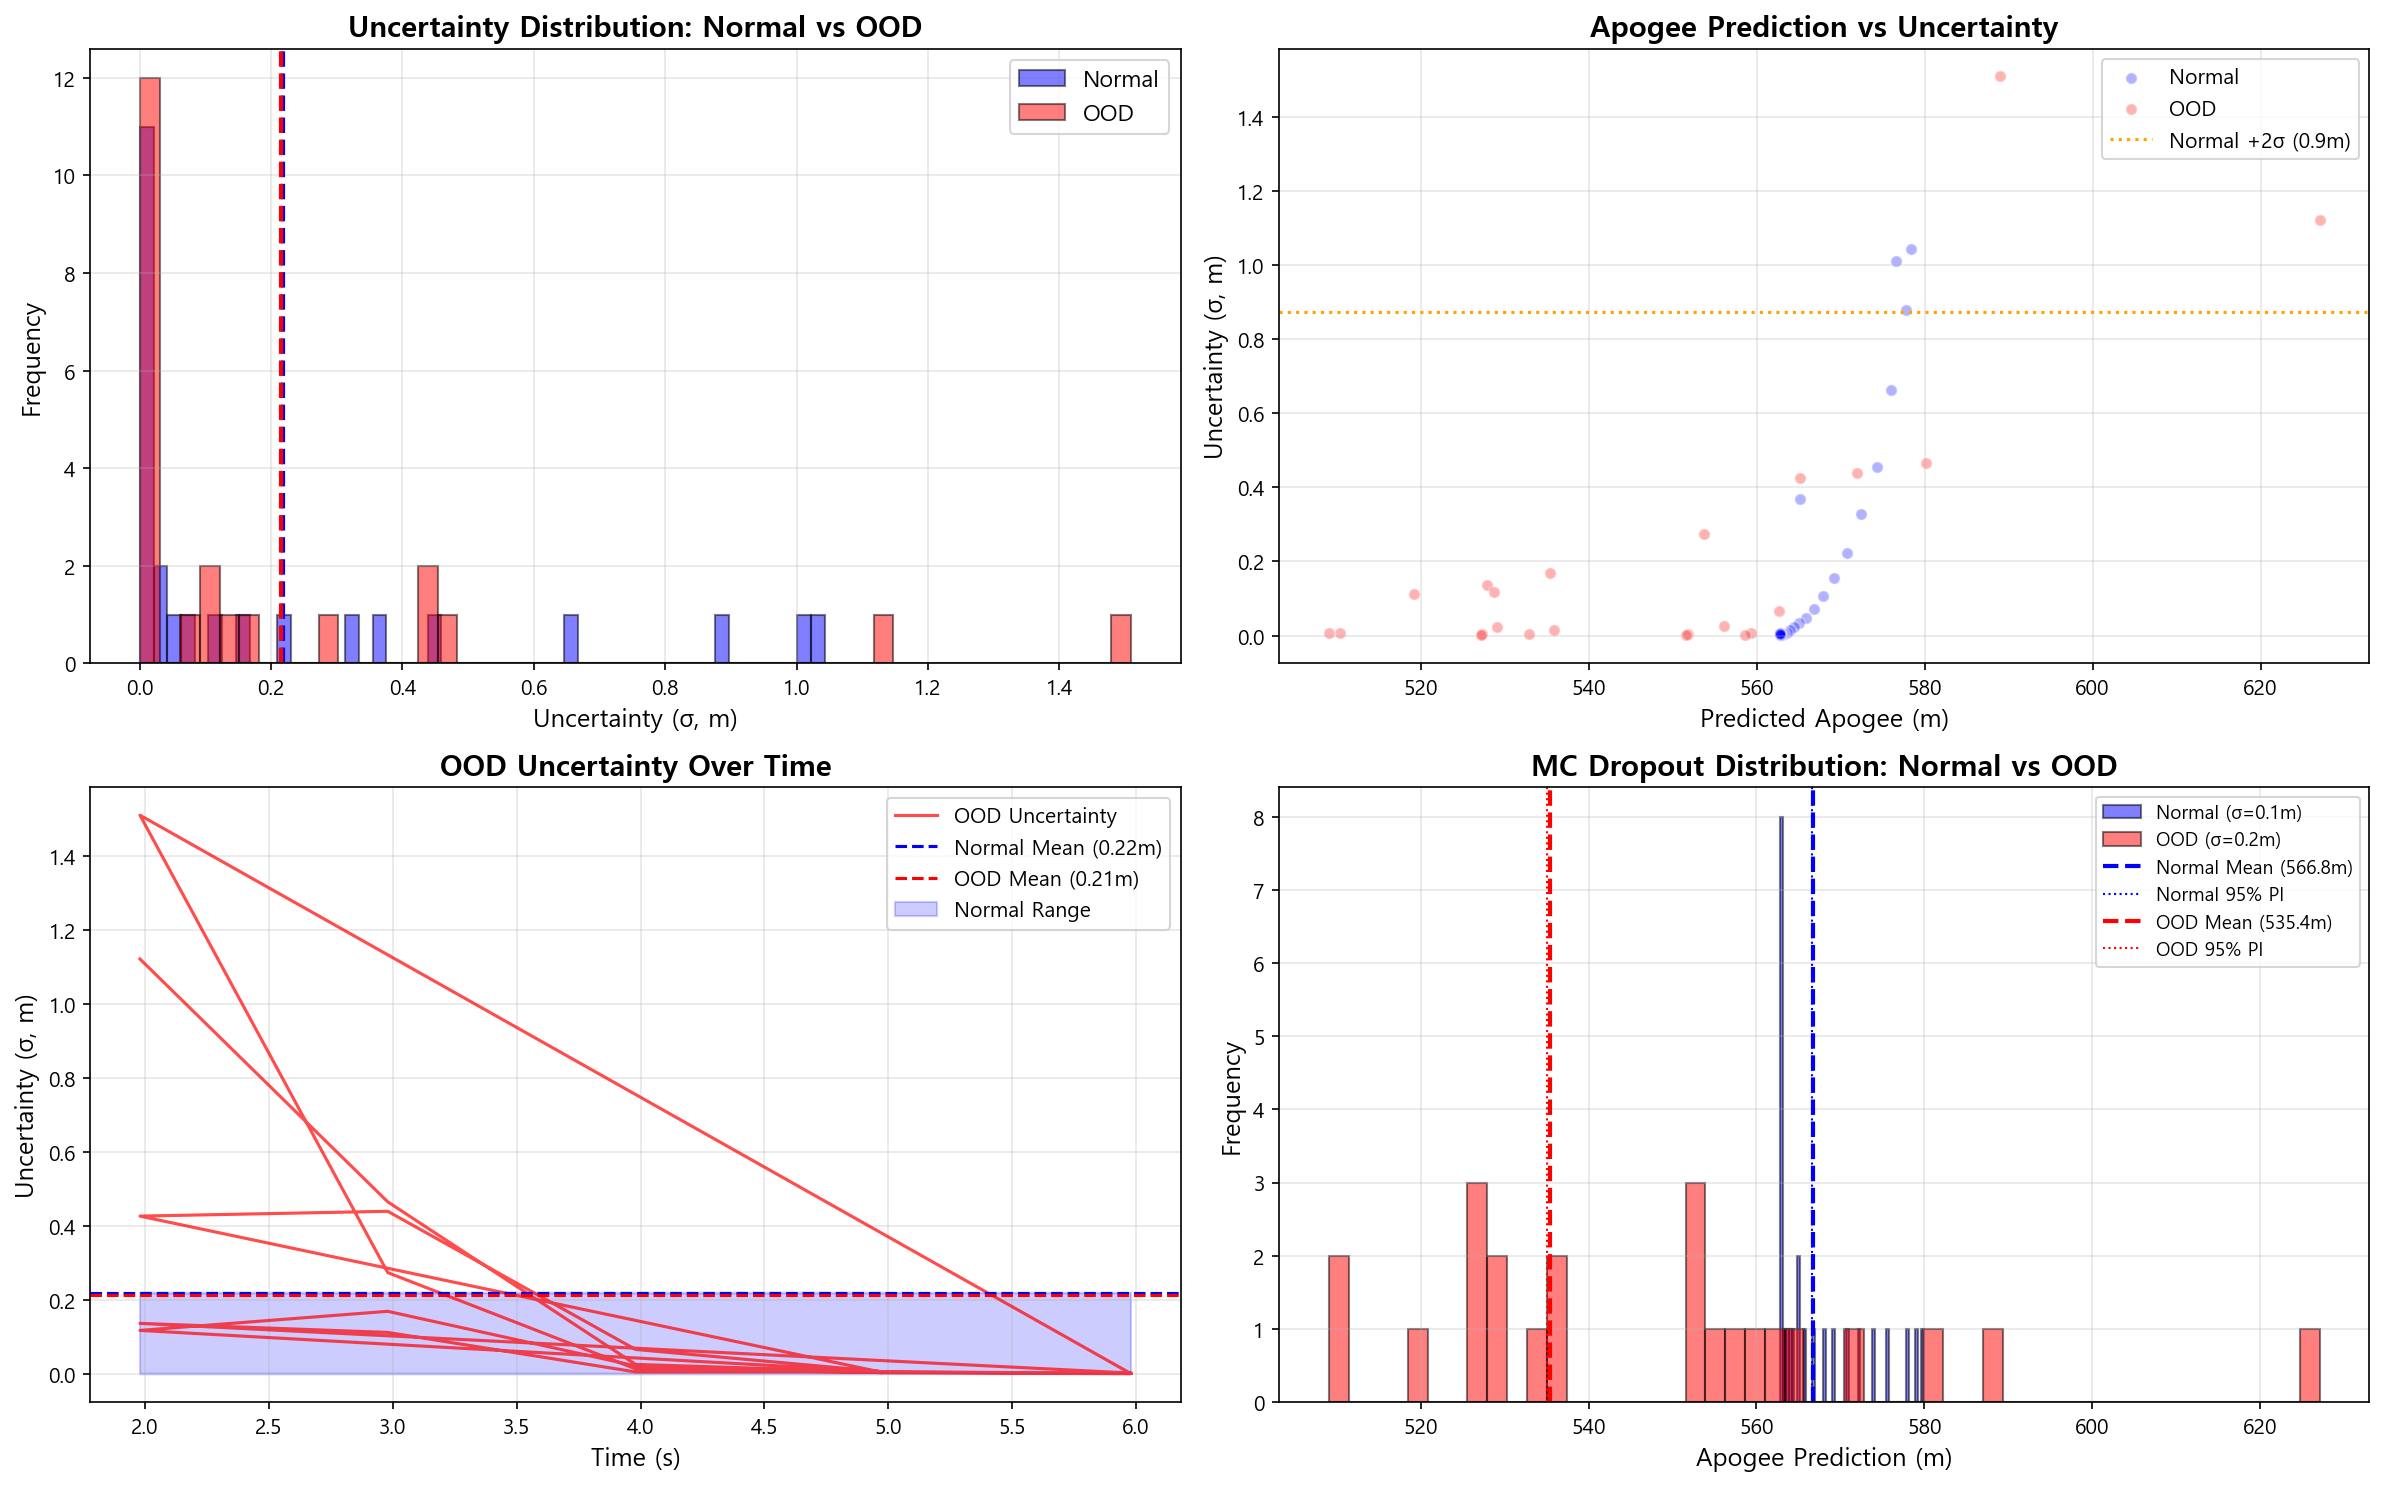 Uncertainty Distribution: Normal vs OOD
Frequency
12
10
8
6
4
2
0
0.0 0.2 0.4 0.6 0.8 1.0 1.2 1.4
Uncertainty (σ, m)
Normal
OOD
Apogee Prediction vs Uncertainty
Uncertainty (σ, m)
1.4
1.2
1.0
0.8
0.6
0.4
0.2
0.0
520 540 560 580 600 620
Predicted Apogee (m)
Normal
OOD
Normal +2σ (0.9m)
OOD Uncertainty Over Time
Uncertainty (σ, m)
1.4
1.2
1.0
0.8
0.6
0.4
0.2
0.0
2.0 2.5 3.0 3.5 4.0 4.5 5.0 5.5 6.0
Time (s)
OOD Uncertainty
Normal Mean (0.22m)
OOD Mean (0.21m)
Normal Range
MC Dropout Distribution: Normal vs OOD
Frequency
8
7
6
5
4
3
2
1
0
520 540 560 580 600 620
Apogee Prediction (m)
Normal (σ=0.1m)
OOD (σ=0.2m)
Normal Mean (566.8m)
Normal 95% PI
OOD Mean (535.4m)
OOD 95% PI